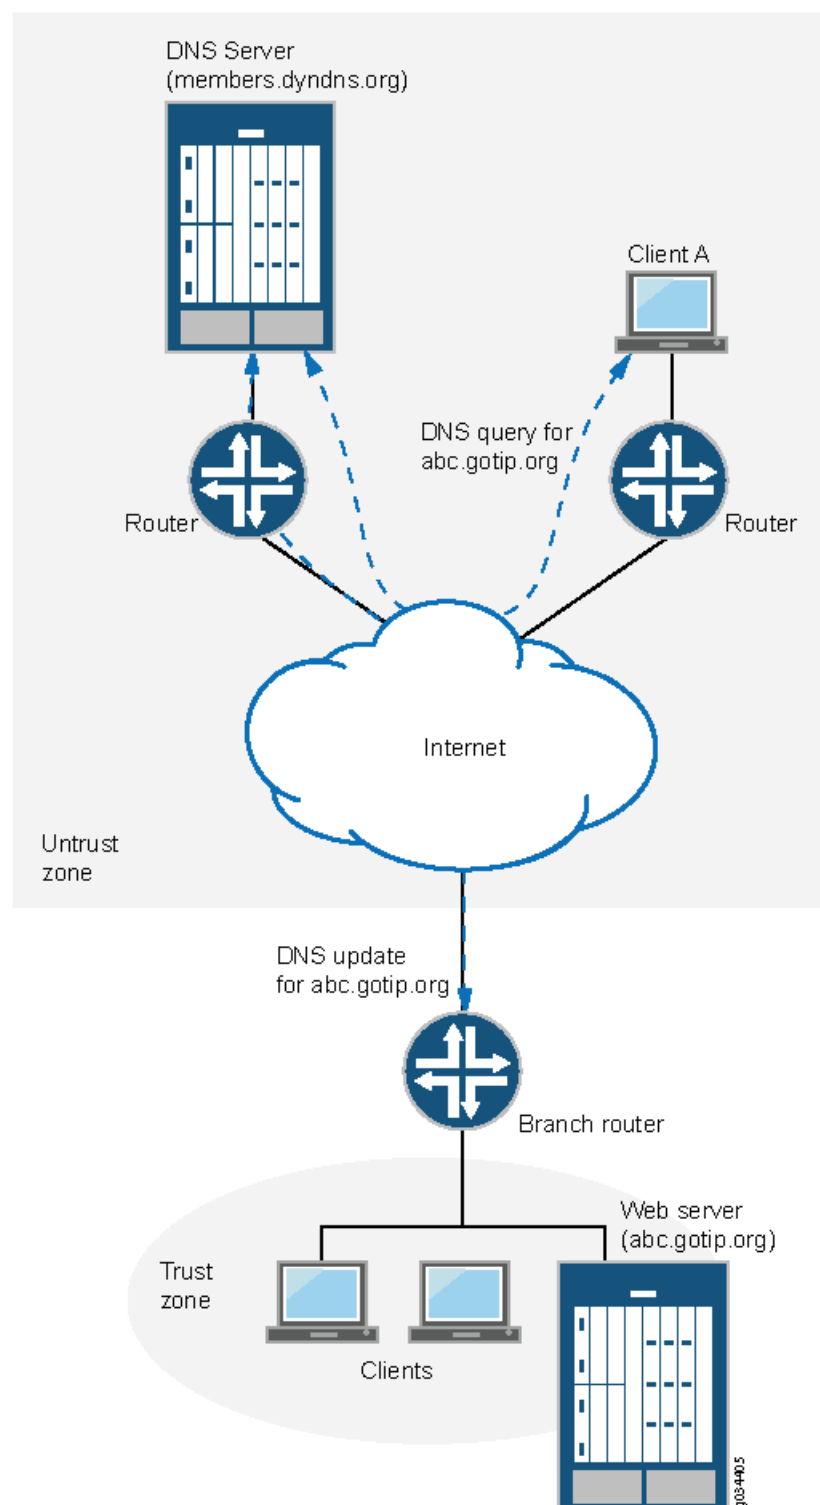 DNS Server
(members.dyndns.org)
Client A
DNS query for
abc.gotip.org
Router
Router
Internet
Untrust
zone
DNS update
for abc.gotip.org
Branch router
Web server
(abc.gotip.org)
Trust
zone
Clients
g034405